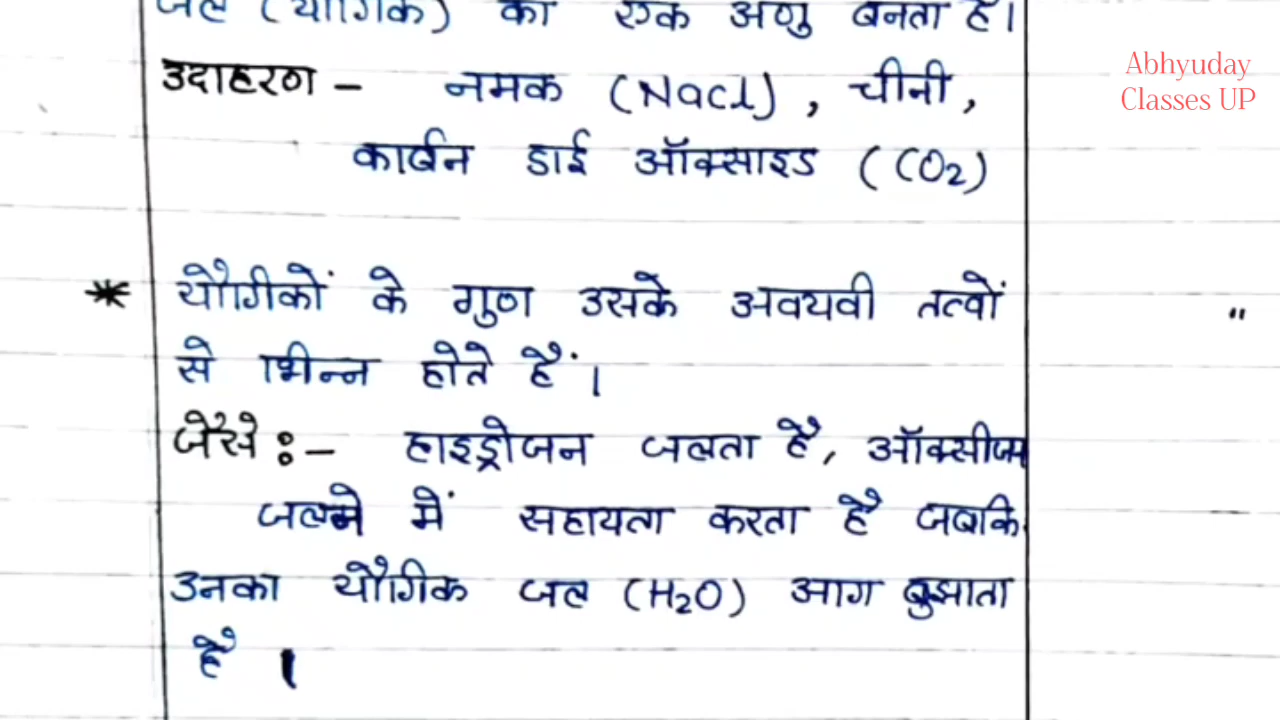 जल (यौगिक) का एक अणु बनता है।
उदाहरण – नमक (NaCl), चीनी,
कार्बन डाई ऑक्साइड (CO2)
* यौगिकों के गुण उसके अवयवी तत्वों
से भिन्न होते हैं।
जैसे :- हाइड्रोजन जलता है, ऑक्सीजन
जलने में सहायता करता है जबकि
उनका यौगिक जल (H2O) आग बुझाता
है ।
Abhyuday
Classes UP